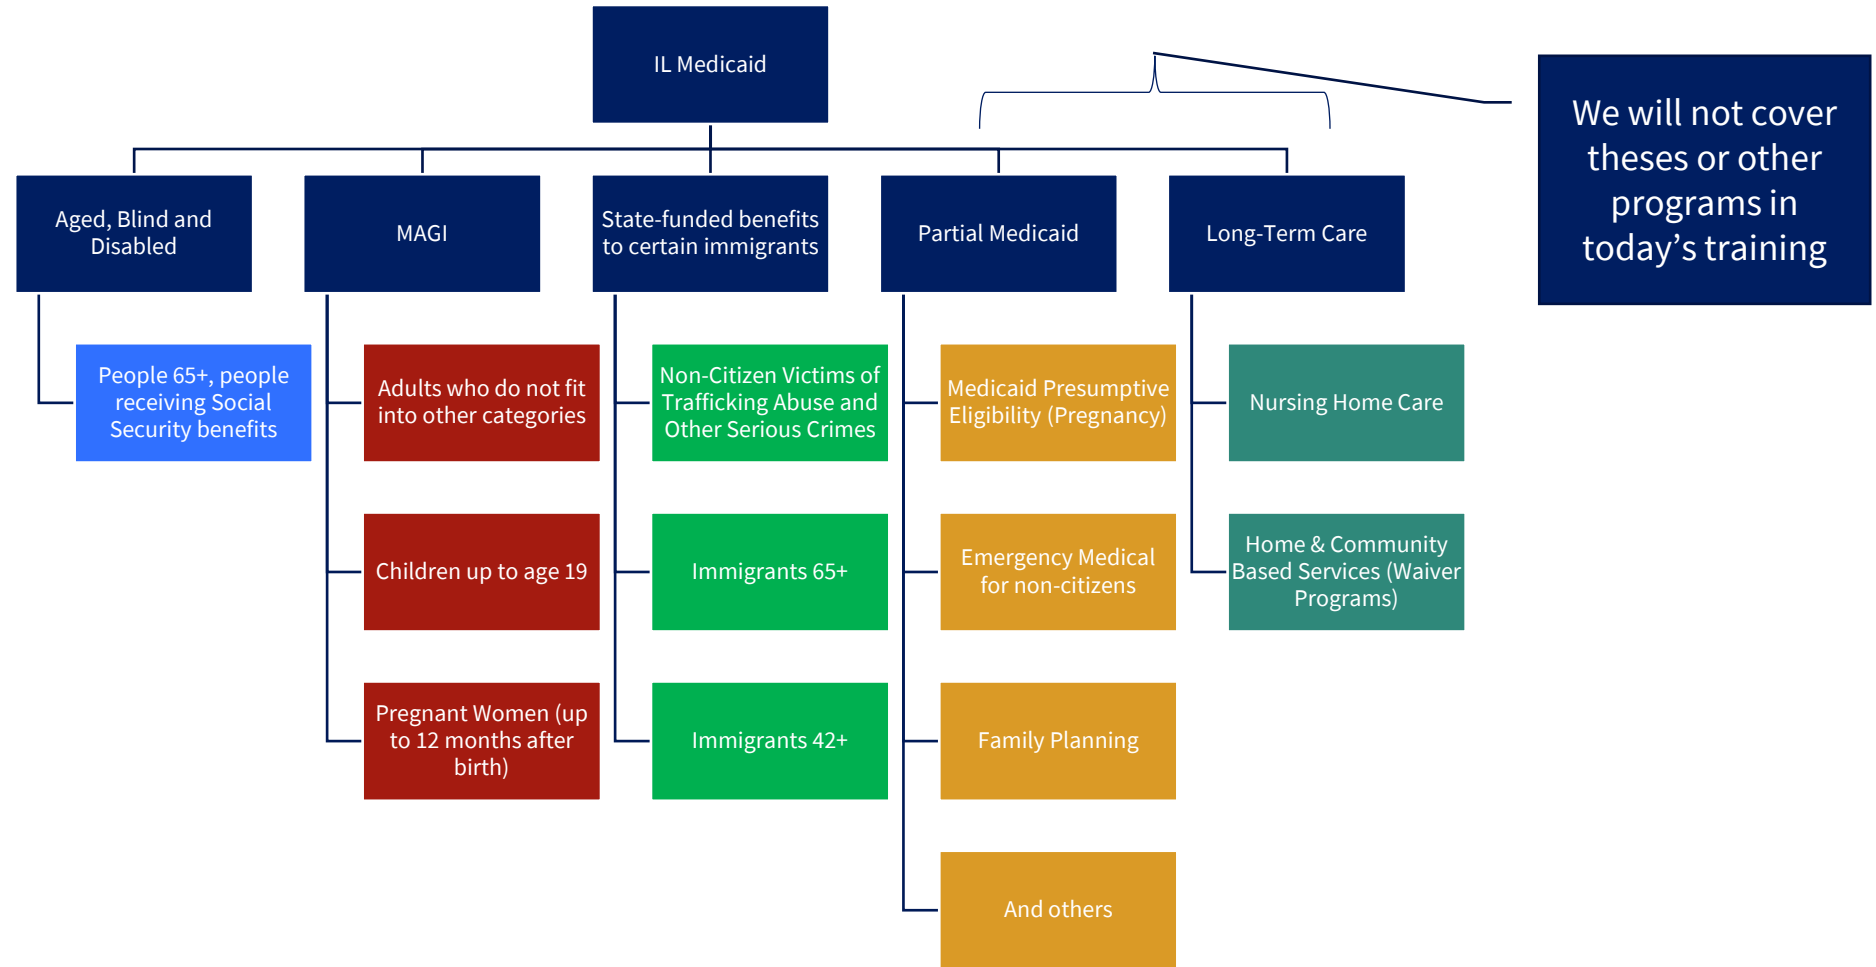 IL Medicaid
We will not cover
theses or other
programs in
today’s training
Aged, Blind and
Disabled
MAGI
State-funded benefits
to certain immigrants
Partial Medicaid
Long-Term Care
People 65+, people
receiving Social
Security benefits
Adults who do not fit
into other categories
Non-Citizen Victims of
Trafficking Abuse and
Other Serious Crimes
Medicaid Presumptive
Eligibility (Pregnancy)
Nursing Home Care
Children up to age 19
Immigrants 65+
Emergency Medical
for non-citizens
Home & Community
Based Services (Waiver
Programs)
Pregnant Women (up
to 12 months after
birth)
Immigrants 42+
Family Planning
And others